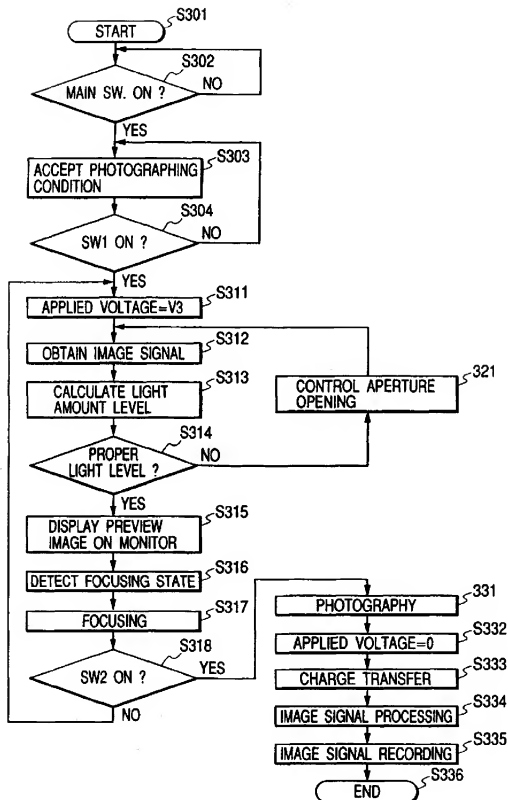 START
S301
MAIN SW. ON ?
S302
NO
YES
ACCEPT PHOTOGRAPHING
CONDITION
S303
SW1 ON ?
S304
NO
YES
APPLIED VOLTAGE=V3
S311
OBTAIN IMAGE SIGNAL
S312
CALCULATE LIGHT
AMOUNT LEVEL
S313
CONTROL APERTURE
OPENING
321
PROPER
LIGHT LEVEL ?
S314
NO
YES
DISPLAY PREVIEW
IMAGE ON MONITOR
S315
DETECT FOCUSING STATE
S316
FOCUSING
S317
SW2 ON ?
S318
YES
NO
PHOTOGRAPHY
331
APPLIED VOLTAGE=0
S332
CHARGE TRANSFER
S333
IMAGE SIGNAL PROCESSING
S334
IMAGE SIGNAL RECORDING
S335
END
S336